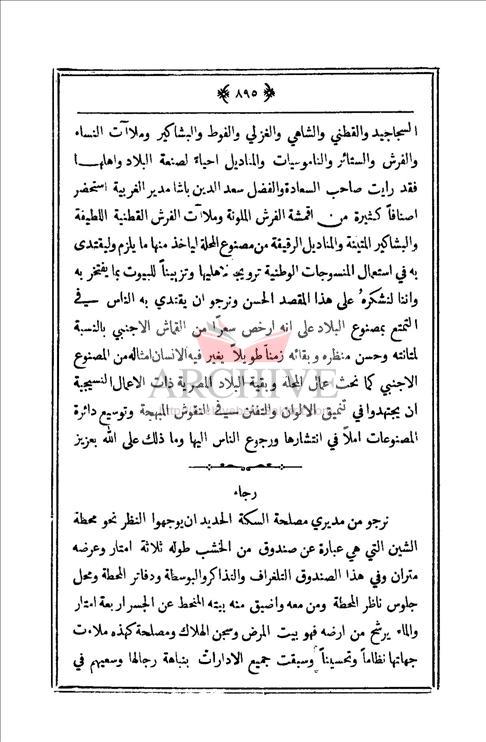 ﴿ ٨٩٥ ﴾
السجاجيد والقطني والشاهي والغزلي والفوط والبشاكير وملاآت النساء
والفرش والستائر والناموسيات والمناديل احياءً لصنعة البلاد واهلهـا
فقد رايت صاحب السعادة والفضل سعد الدين باشا مدير الغربية استحضر
اصنافاً كثيرة من اقمشة الفرش الملونة وملاآت الفرش القطنية اللطيفة
والبشاكير المتينة والمناديل الرقيقة من مصنوع المحلة لياخذ منها ما يلزم وليقتدى
به في استعمال المنسوجات الوطنية ترويجاً لاهليها وتزييناً للبيوت بما يفتخر به
واننا لنشكرهُ على هذا المقصد الحسن ونرجو ان يقتدي به الناس في
التمتع بمصنوع البلاد على انه ارخص سعراً من القماش الاجنبي بالنسبة
لمتانته وحسن منظره وبقائه زمناً طويلاً يغير فيه الانسان امثاله من المصنوع
الاجنبي كما نحث عمال المحلة وبقية البلاد المصرية ذات الاعمال النسيجية
ان يجتهدوا في تنميق الالوان والتفنن في النقوش المبهجة وتوسيع دائرة
المصنوعات املاً في انتشارها ورجوع الناس اليها وما ذلك على الله بعزيز
ARCHIVE
رجاء
نرجو من مديري مصلحة السكة الحديد ان يوجهوا النظر نحو محطة
الشين التي هي عبارة عن صندوق من الخشب طوله ثلاثة امتار وعرضه
متران وفي هذا الصندوق التلغراف والتذاكر والبوسطة ودفاتر المحطة ومحل
جلوس ناظر المحطة ومن معه واضيق منه بيته المنحط عن الجسر اربعة امتار
والماء يرشح من ارضه فهو بيت المرض وسجن الهلاك ومصلحة كهذه ملات
جهاتها نظاماً وتحسيناً وسبقت جميع الادارات بنباهة رجالها وسعيهم في